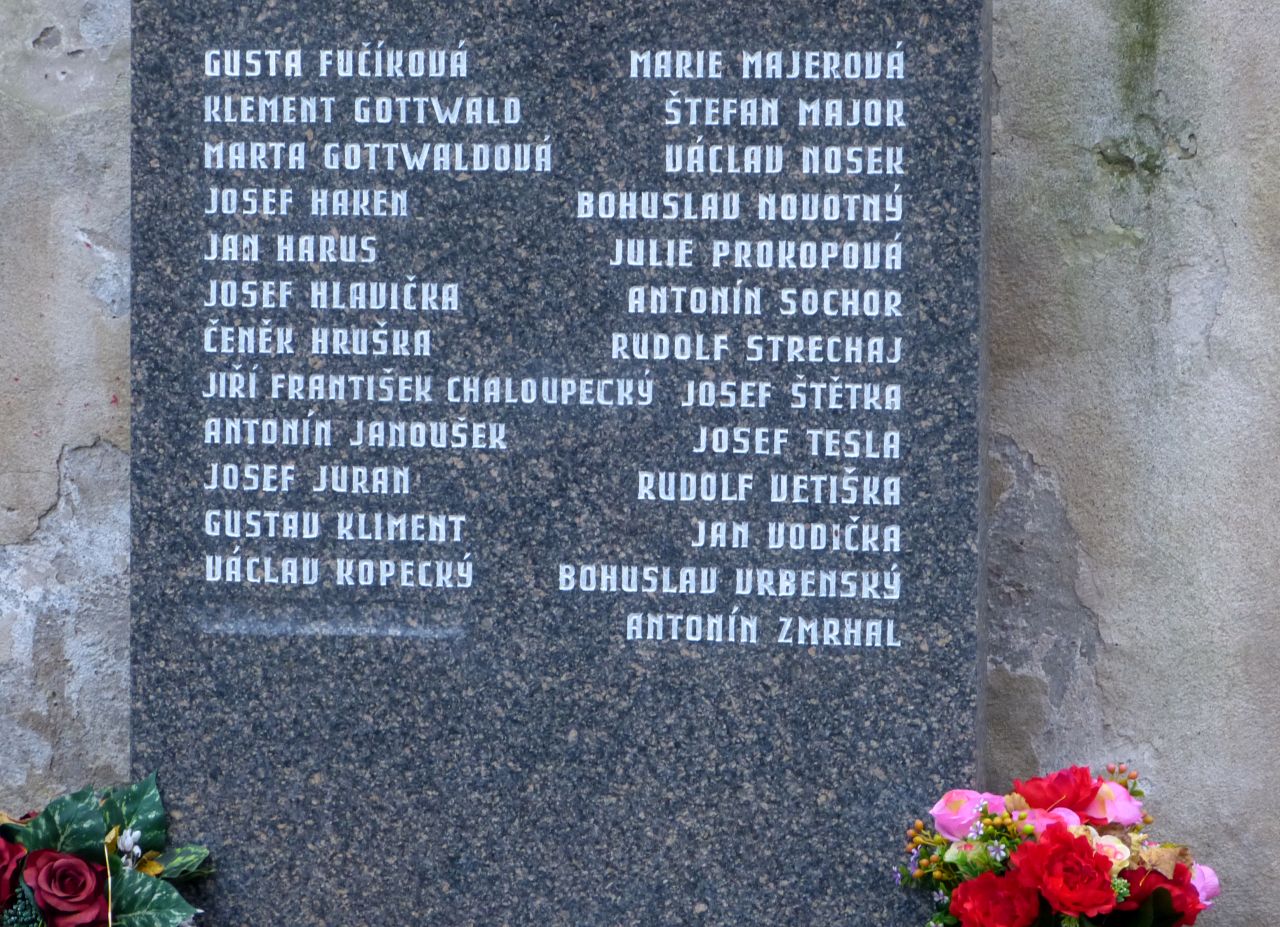 GUSTA FUČÍKOVÁ
KLEMENT GOTTWALD
MARTA GOTTWALDOVÁ
JOSEF HAKEN
JAN HARUS
JOSEF HLAVIČKA
ČENĚK HRUŠKA
JIŘÍ FRANTIŠEK CHALOUPECKÝ
ANTONÍN JANOUŠEK
JOSEF JURAN
GUSTAV KLIMENT
VÁCLAV KOPECKÝ
MARIE MAJEROVÁ
ŠTEFAN MAJOR
VÁCLAV NOSEK
BOHUSLAV NOVOTNÝ
JULIE PROKOPOVÁ
ANTONÍN SOCHOR
RUDOLF STRECHAJ
JOSEF ŠTĚTKA
JOSEF TESLA
RUDOLF VETIŠKA
JAN VODIČKA
BOHUSLAV VRBENSKÝ
ANTONÍN ZMRHAL